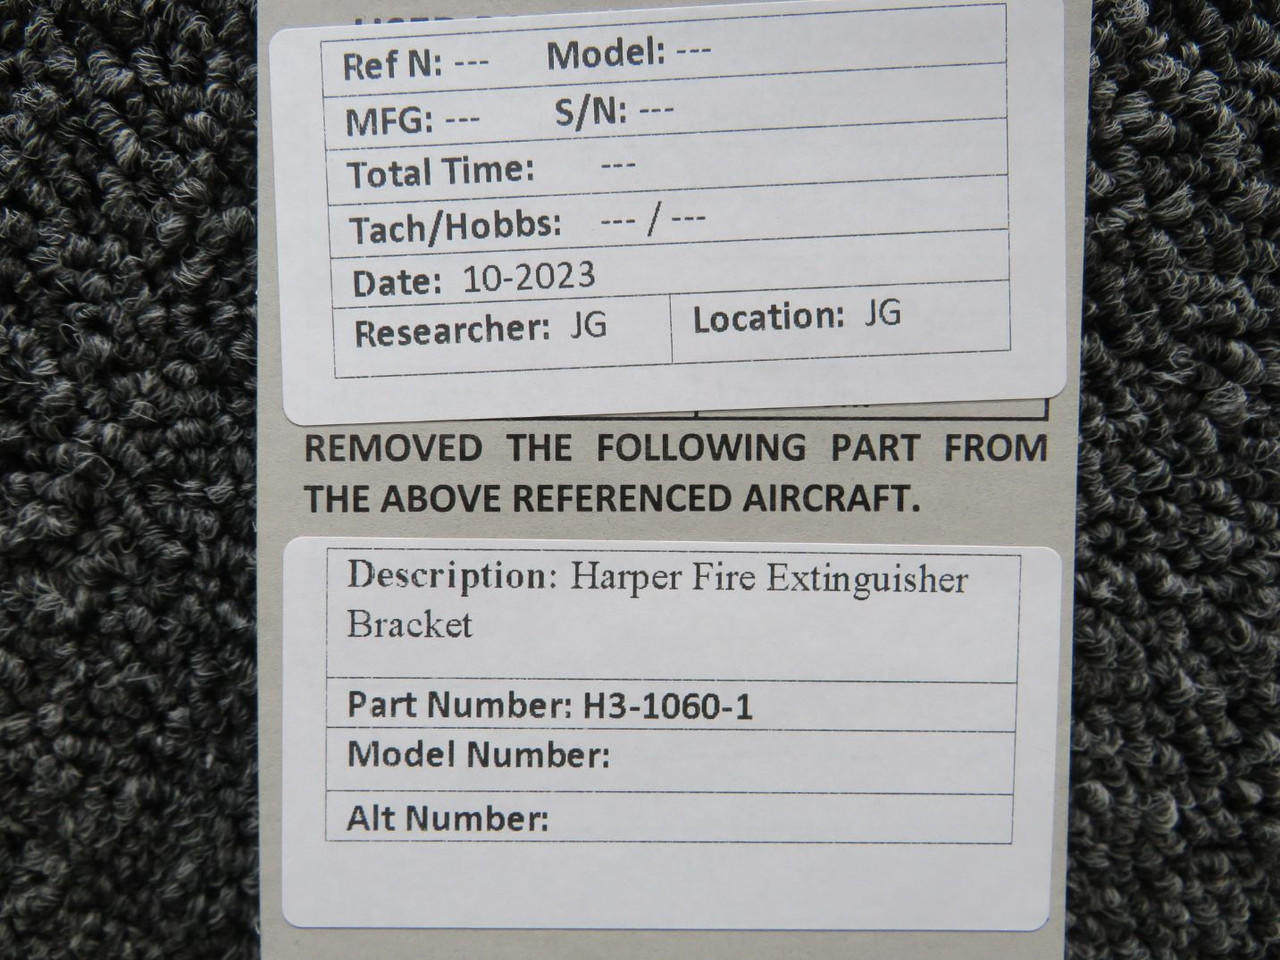 Ref N: --- Model: ---
MFG: --- S/N: ---
Total Time: ---
Tach/Hobbs: --- / ---
Date: 10-2023
Researcher: JG Location: JG
REMOVED THE FOLLOWING PART FROM
THE ABOVE REFERENCED AIRCRAFT.
Description: Harper Fire Extinguisher
Bracket
Part Number: H3-1060-1
Model Number:
Alt Number: